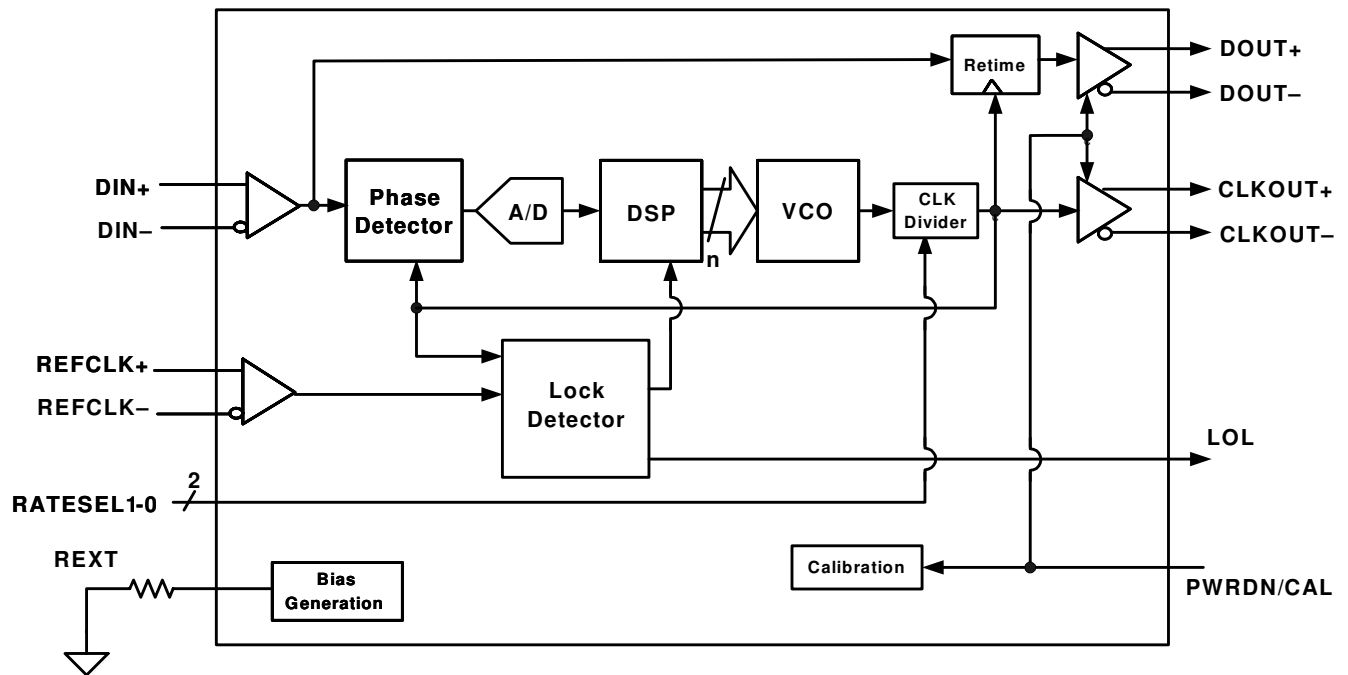 DOUT+
Retime
DOUT–
DIN+
Phase
Detector
A/D
DSP
n
VCO
CLK
Divider
CLKOUT+
DIN–
CLKOUT–
REFCLK+
REFCLK–
Lock
Detector
LOL
2
RATESEL1-0
REXT
Bias
Generation
Calibration
PWRDN/CAL